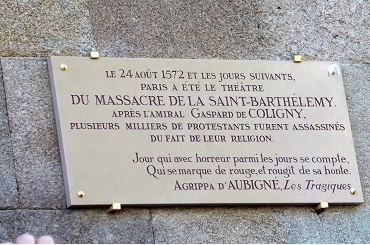 LE 24 AOÛT 1572 ET LES JOURS SUIVANTS,
PARIS A ÉTÉ LE THÉÂTRE
DU MASSACRE DE LA SAINT-BARTHÉLEMY.
APRÈS L'AMIRAL GASPARD DE COLIGNY,
PLUSIEURS MILLIERS DE PROTESTANTS FURENT ASSASSINÉS
DU FAIT DE LEUR RELIGION.
Jour qui avec horreur parmi les jours se compte,
Qui se marque de rouge, et rougit de sa honte.
AGRIPPA D'AUBIGNÉ, Les Tragiques